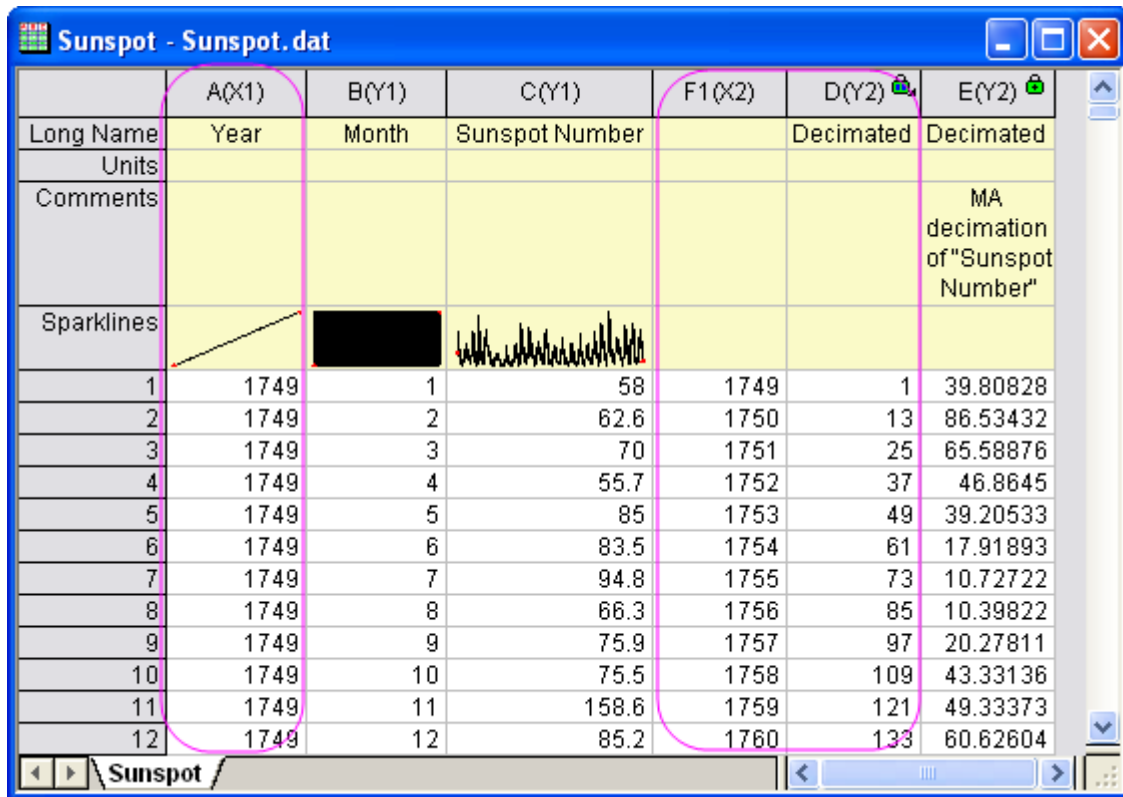 Sunspot - Sunspot.dat
A(X1) B(Y1) C(Y1) F1(X2) D(Y2) E(Y2)
Long Name Year Month Sunspot Number Decimated Decimated
Units
Comments MA
decimation
of "Sunspot
Number"
Sparklines
1 1749 1 58 1749 1 39.80828
2 1749 2 62.6 1750 13 86.53432
3 1749 3 70 1751 25 65.58876
4 1749 4 55.7 1752 37 46.8645
5 1749 5 85 1753 49 39.20533
6 1749 6 83.5 1754 61 17.91893
7 1749 7 94.8 1755 73 10.72722
8 1749 8 66.3 1756 85 10.39822
9 1749 9 75.9 1757 97 20.27811
10 1749 10 75.5 1758 109 43.33136
11 1749 11 158.6 1759 121 49.33373
12 1749 12 85.2 1760 133 60.62604
Sunspot